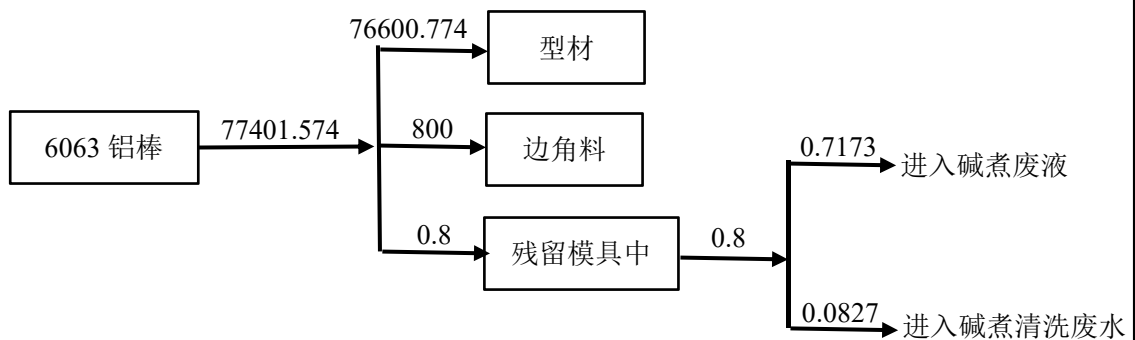 76600.774
型材
6063 铝棒
77401.574
800
边角料
0.7173
进入碱煮废液
0.8
残留模具中
0.8
0.0827
进入碱煮清洗废水